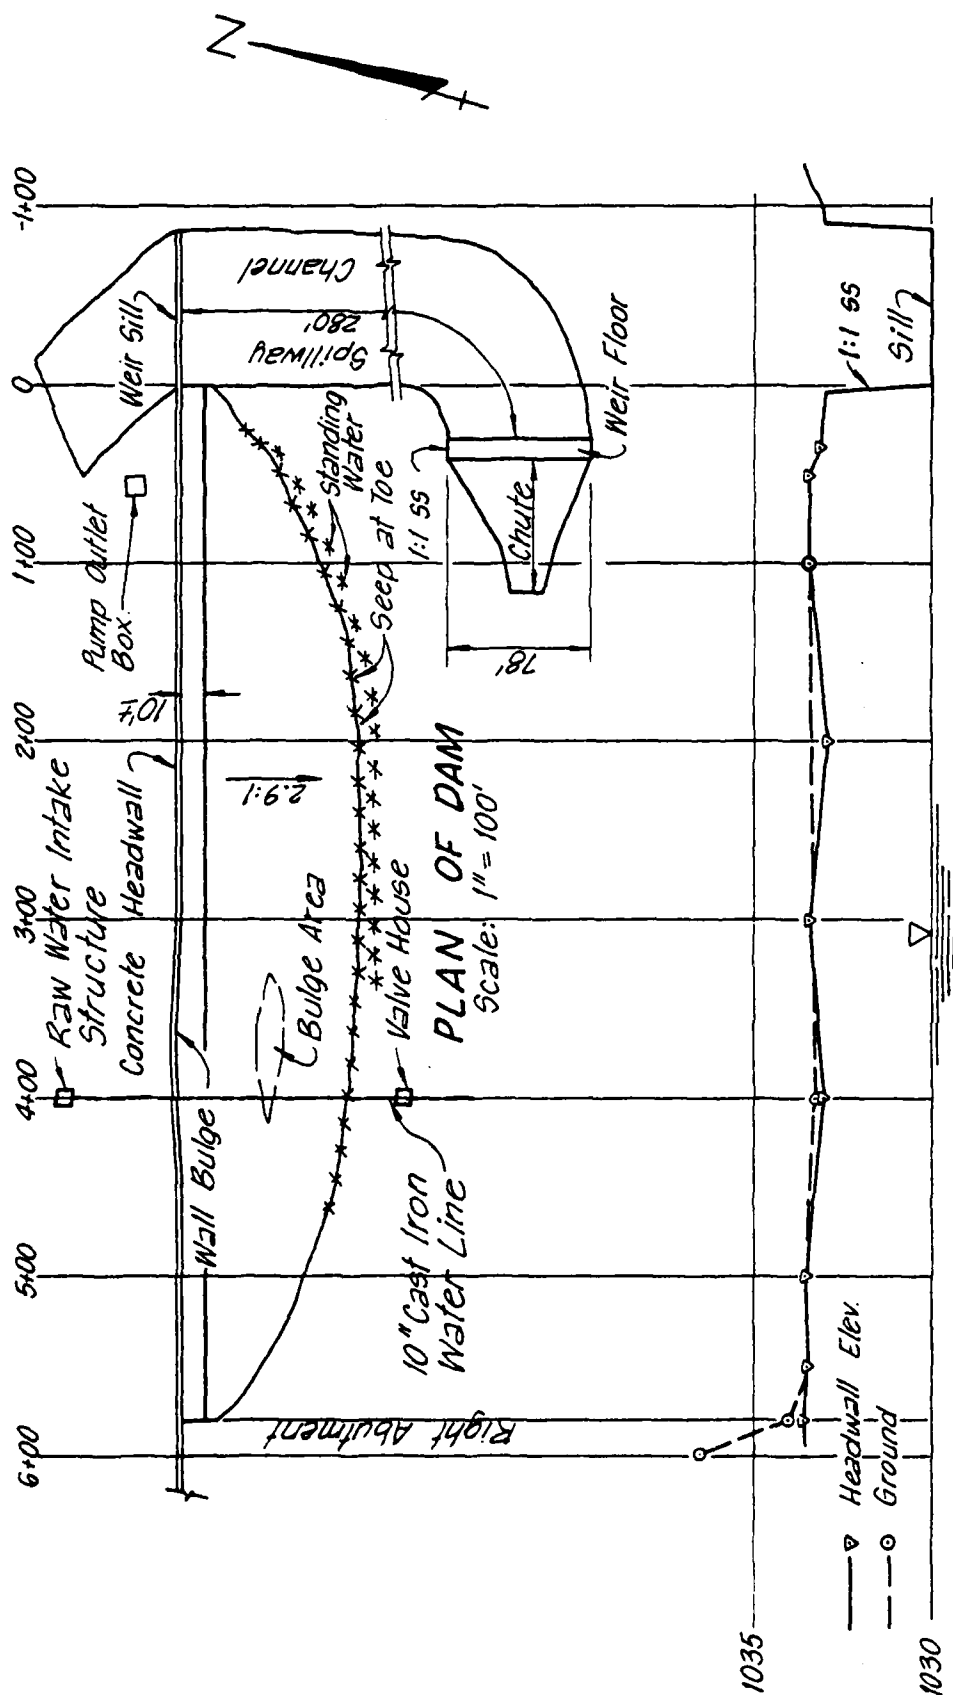 N
6+00
5+00
4+00
3+00
2+00
1+00
0
-1+00
Raw Water Intake
Structure
Concrete Headwall
Pump Outlet
Box
10'±
Weir Sill
Wall Bulge
2.9:1
Bulge Area
Standing
Water
Seep at Toe
Spillway
280'
Channel
Right Abutment
10" Cast Iron
Water Line
Valve House
1:1 SS
Chute
78'
Weir Floor
PLAN OF DAM
Scale: 1" = 100'
1035
1:1 SS
Sill
Headwall Elev.
Ground
1030